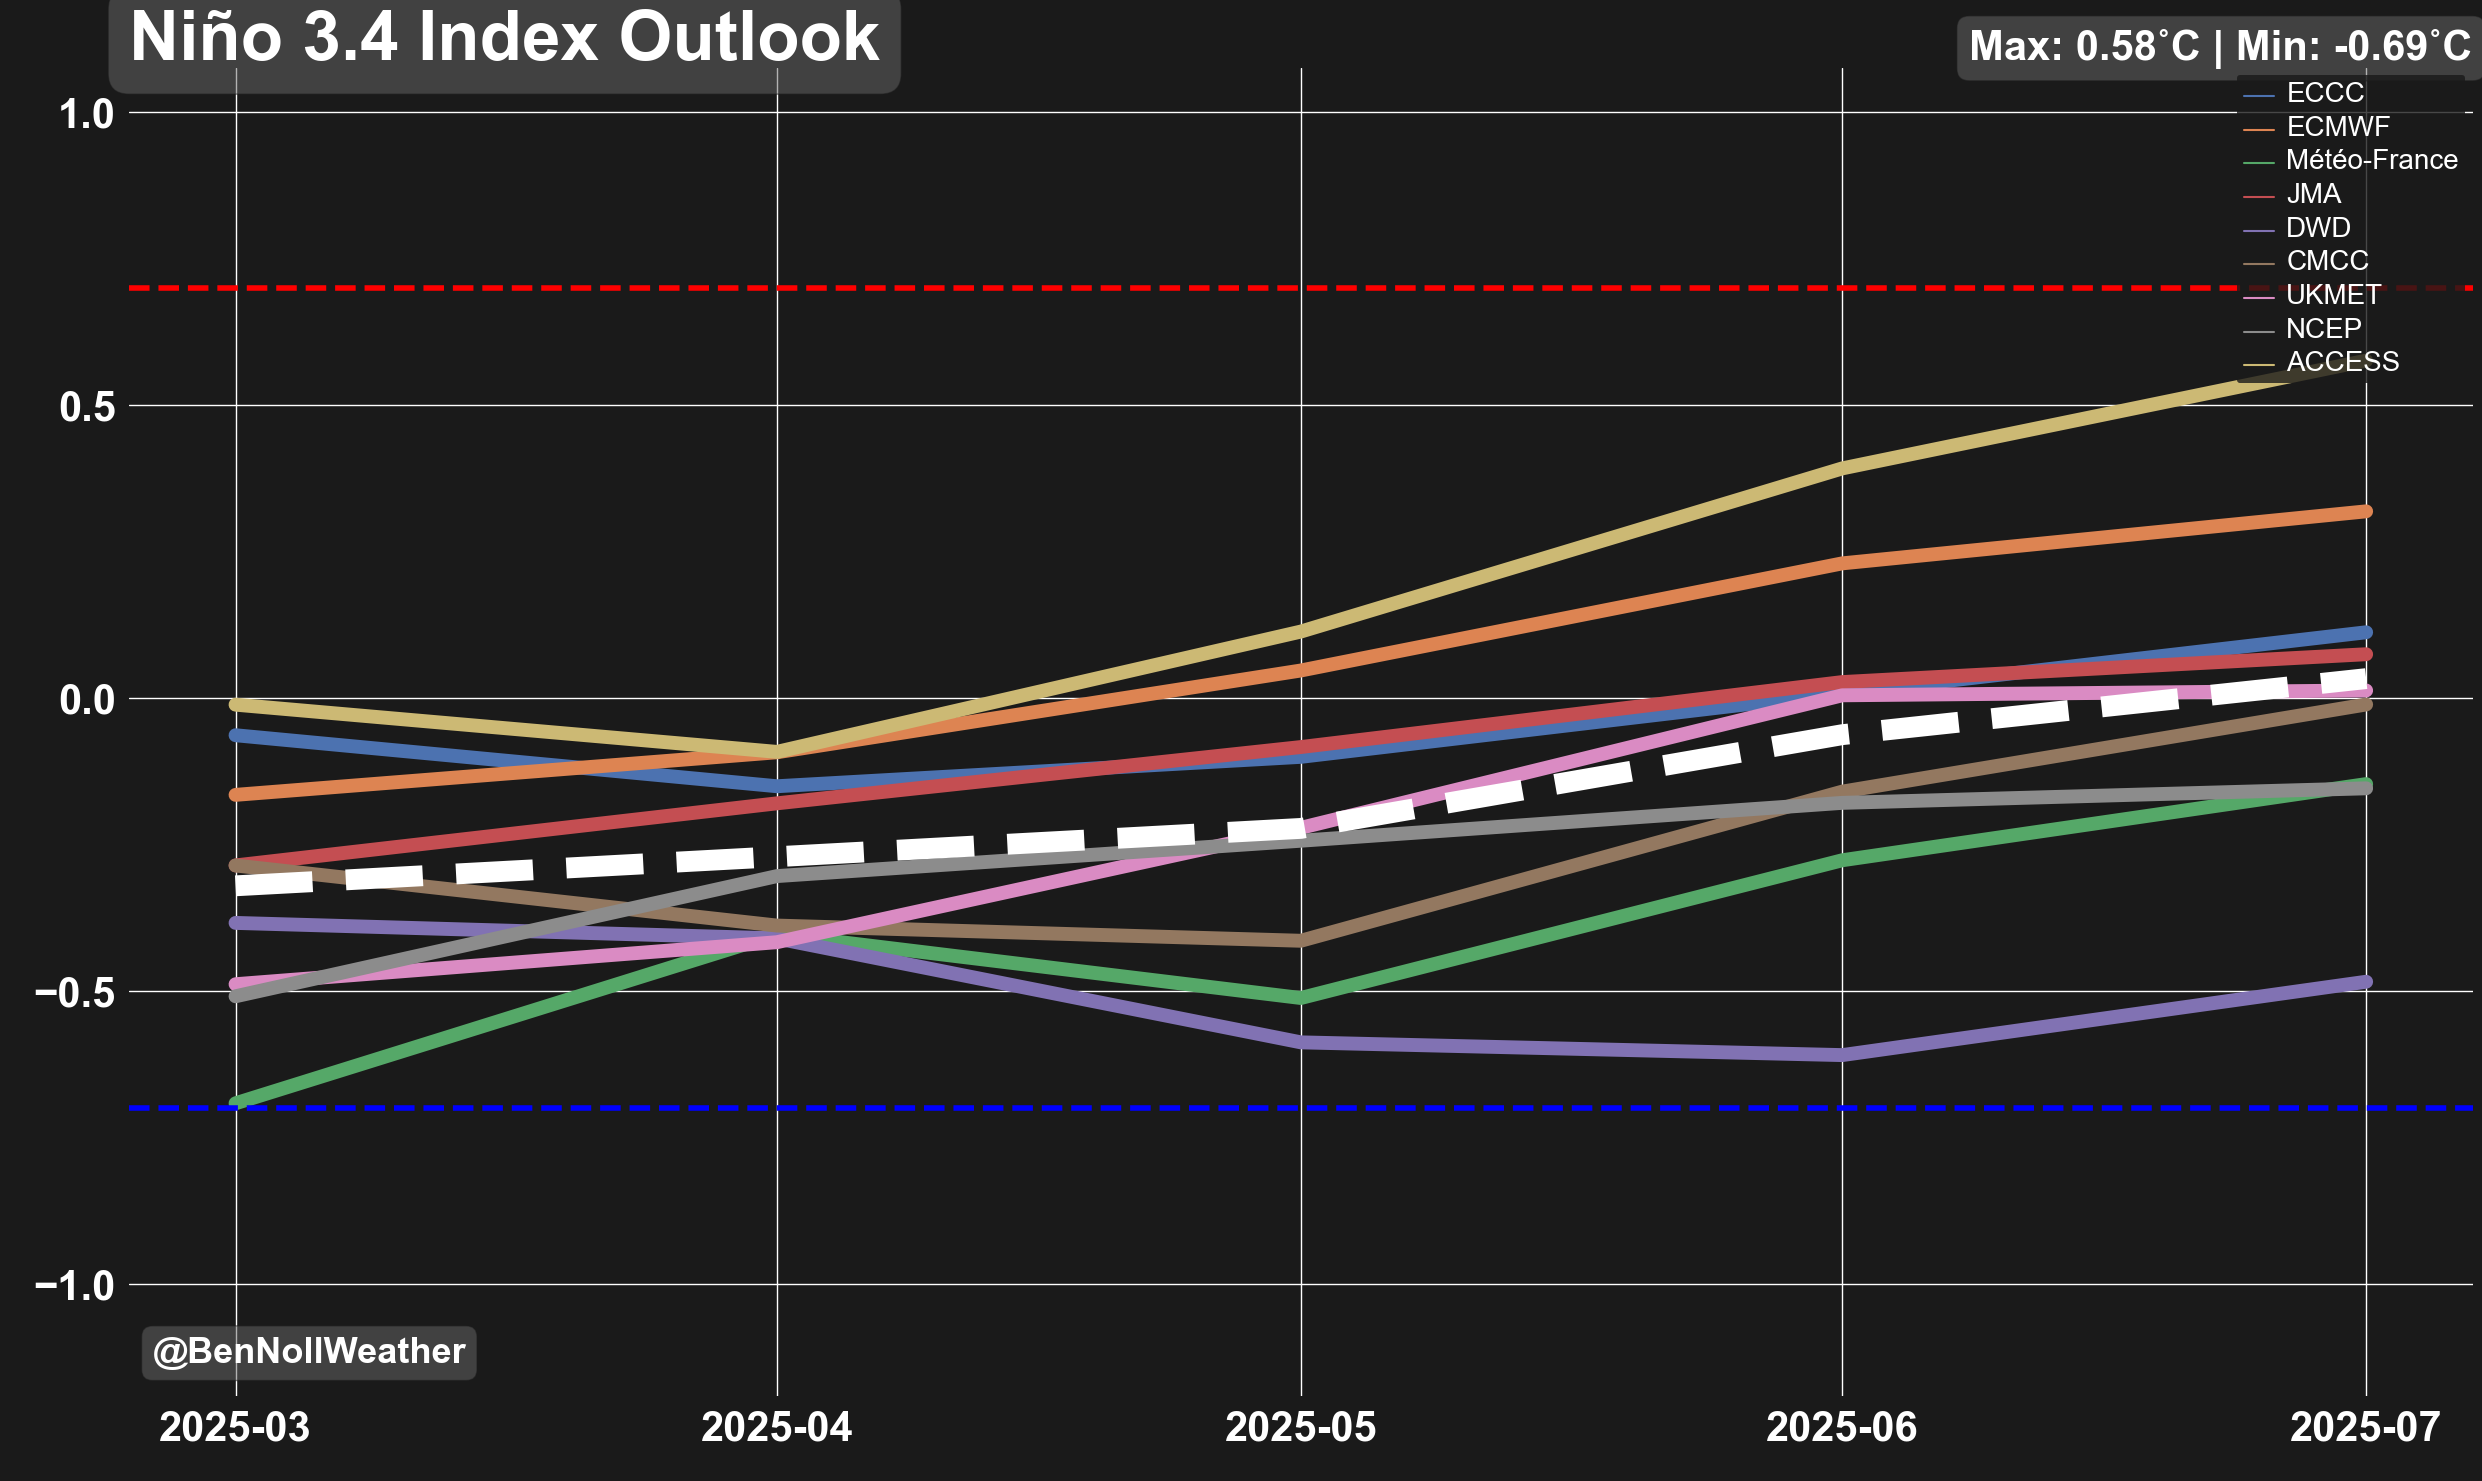 Niño 3.4 Index Outlook
Max: 0.58˚C | Min: -0.69˚C
ECCC
ECMWF
Météo-France
JMA
DWD
CMCC
UKMET
NCEP
ACCESS
1.0
0.5
0.0
−0.5
−1.0
@BenNollWeather
2025-03
2025-04
2025-05
2025-06
2025-07